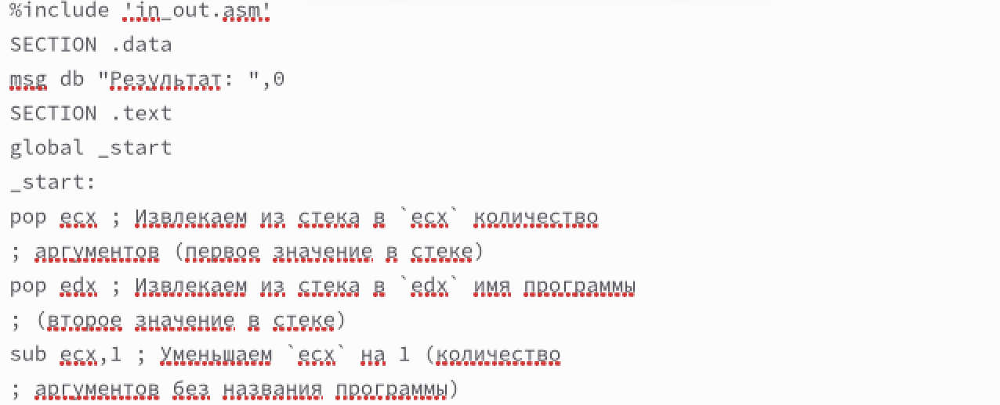 %include 'in_out.asm'
SECTION .data
msg db "Результат: ",0
SECTION .text
global _start
_start:
pop ecx ; Извлекаем из стека в `ecx` количество
; аргументов (первое значение в стеке)
pop edx ; Извлекаем из стека в `edx` имя программы
; (второе значение в стеке)
sub ecx,1 ; Уменьшаем `ecx` на 1 (количество
; аргументов без названия программы)